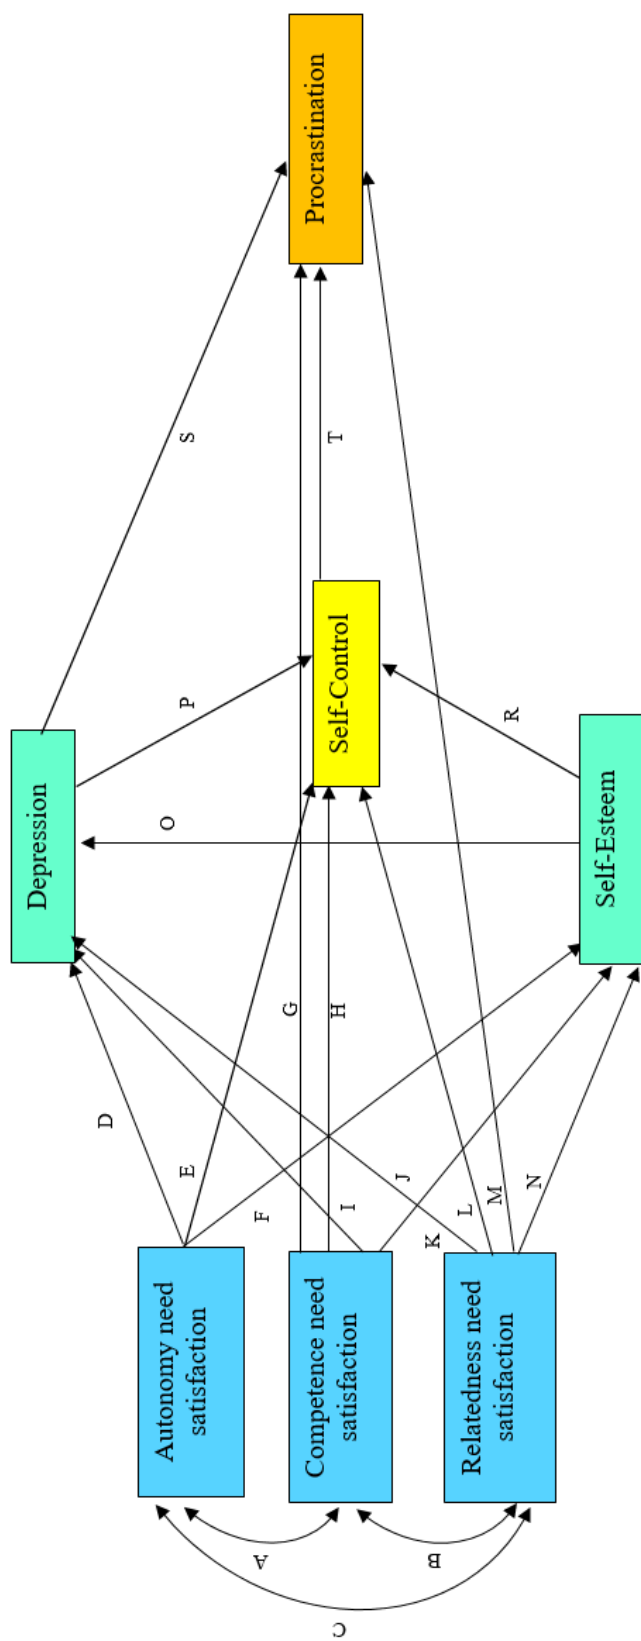 Depression
Procrastination
Self-Control
Self-Esteem
Autonomy need
satisfaction
Competence need
satisfaction
Relatedness need
satisfaction
A
B
C
D
E
F
G
H
I
J
K
L
M
N
O
P
R
S
T